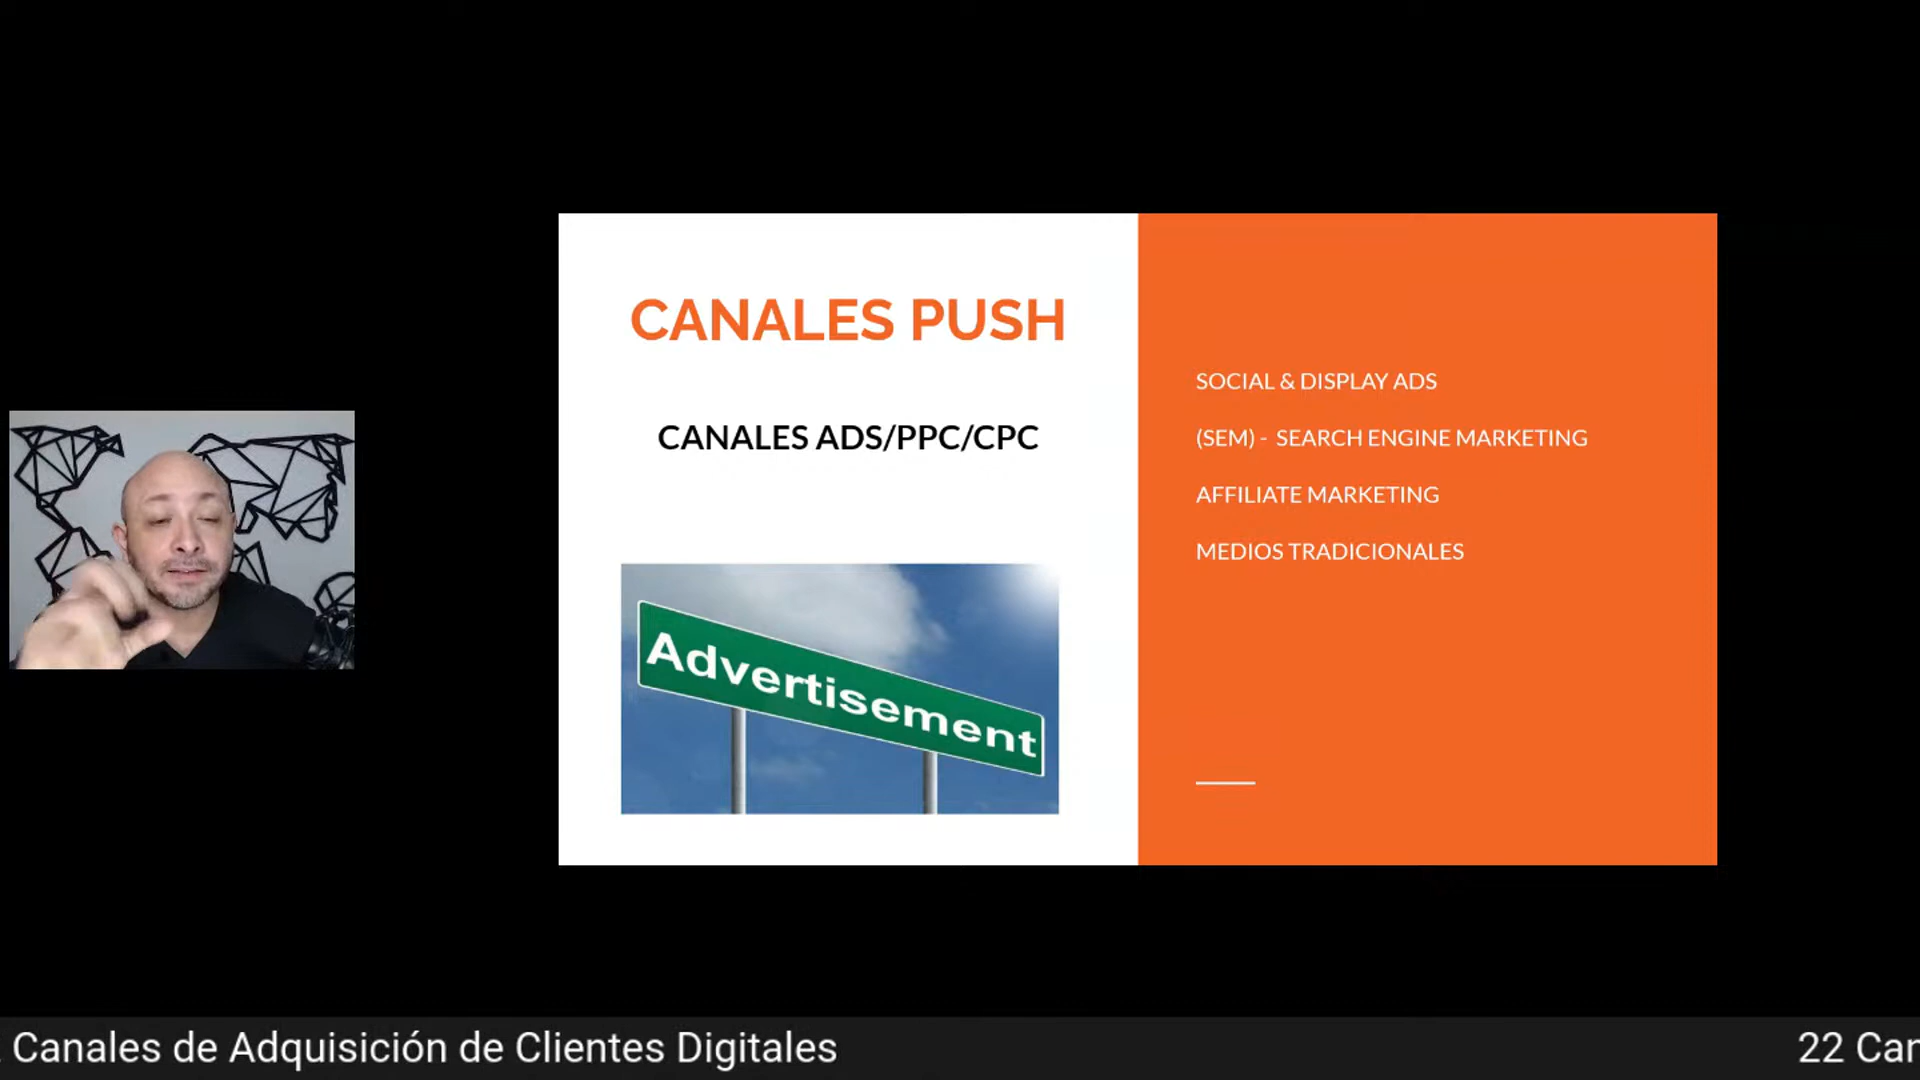 CANALES PUSH
CANALES ADS/PPC/CPC
Advertisement
SOCIAL & DISPLAY ADS
(SEM) - SEARCH ENGINE MARKETING
AFFILIATE MARKETING
MEDIOS TRADICIONALES
Canales de Adquisición de Clientes Digitales
22 Can